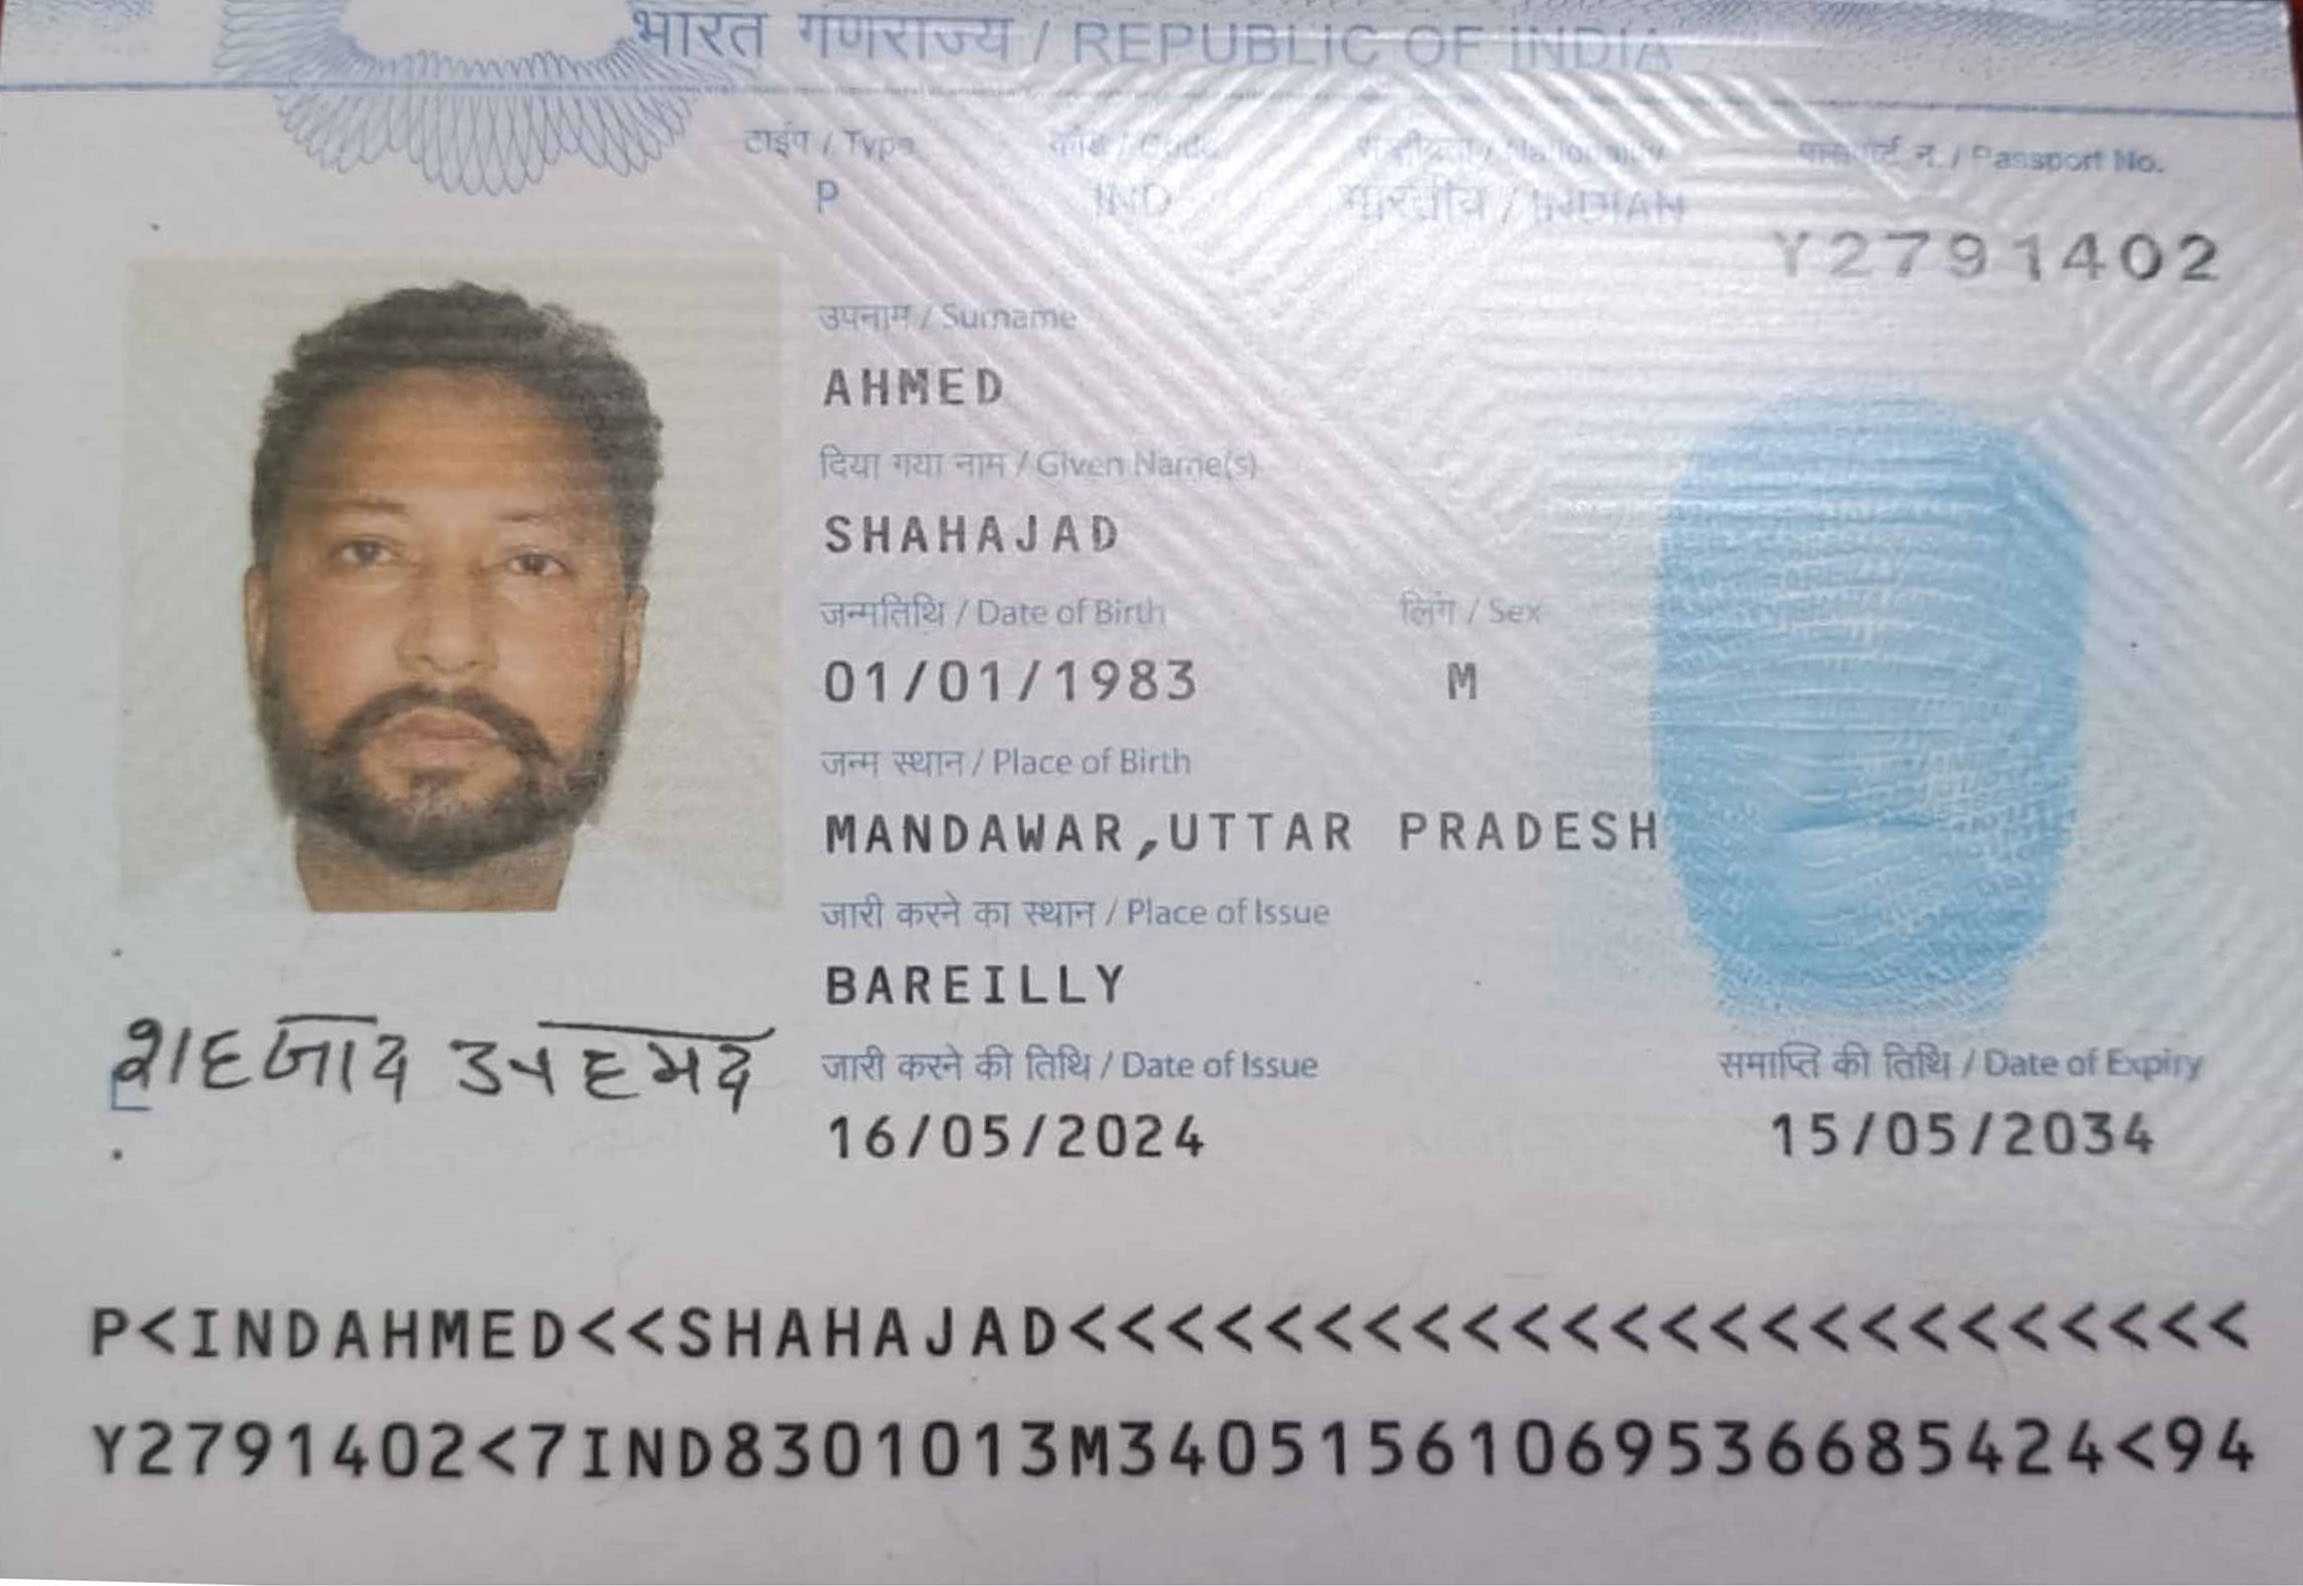 भारत गणराज्य / REPUBLIC OF INDIA
टाईप / Type कोड / Code राष्ट्रीयता / Nationality पासपोर्ट न. / Passport No.
P IND भारतीय / INDIAN
Y2791402
उपनाम / Surname
AHMED
दिया गया नाम / Given Name(s)
SHAHAJAD
जन्मतिथि / Date of Birth लिंग / Sex
01/01/1983 M
जन्म स्थान / Place of Birth
MANDAWAR,UTTAR PRADESH
जारी करने का स्थान / Place of Issue
BAREILLY
शाहजाद अहमद
जारी करने की तिथि / Date of Issue समाप्ति की तिथि / Date of Expiry
16/05/2024 15/05/2034
P<INDAHMED<<SHAHAJAD<<<<<<<<<<<<<<<<<<<<<<<<
Y2791402<7IND8301013M34051561069536685424<94